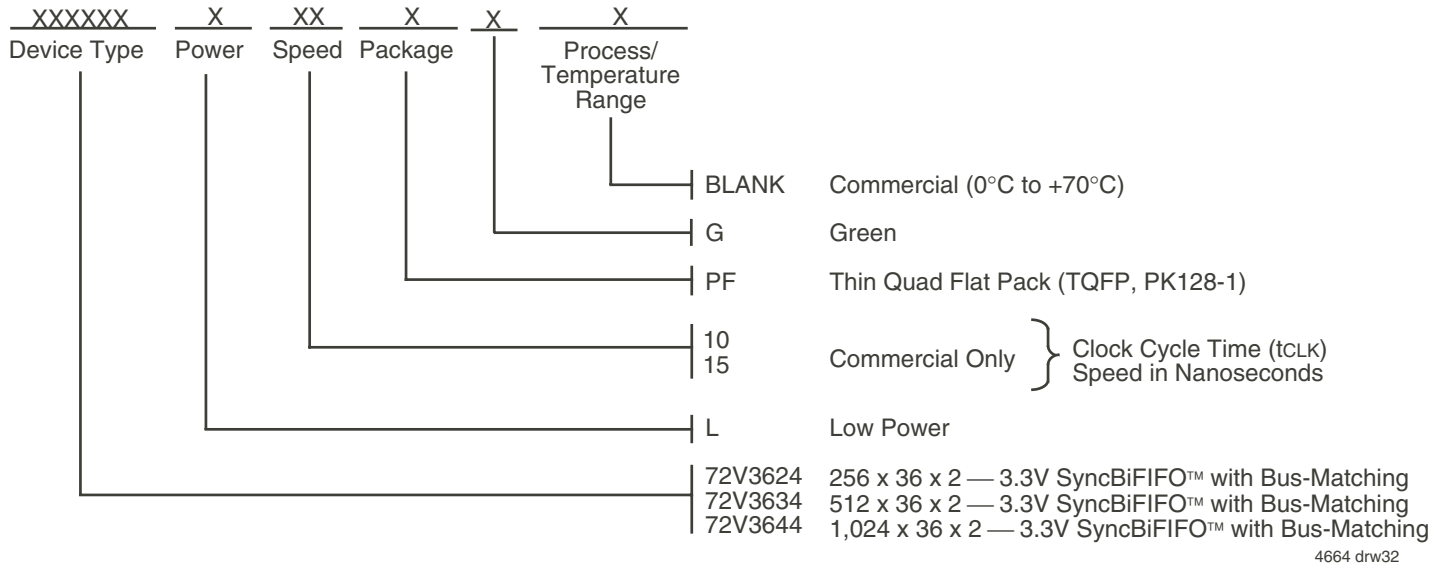 XXXXXX X XX X X X
Device Type Power Speed Package Process/
Temperature
Range
BLANK Commercial (0°C to +70°C)
G Green
PF Thin Quad Flat Pack (TQFP, PK128-1)
10
15
Commercial Only
Clock Cycle Time (tCLK)
Speed in Nanoseconds
L Low Power
72V3624 256 x 36 x 2 — 3.3V SyncBiFIFO™ with Bus-Matching
72V3634 512 x 36 x 2 — 3.3V SyncBiFIFO™ with Bus-Matching
72V3644 1,024 x 36 x 2 — 3.3V SyncBiFIFO™ with Bus-Matching
4664 drw32